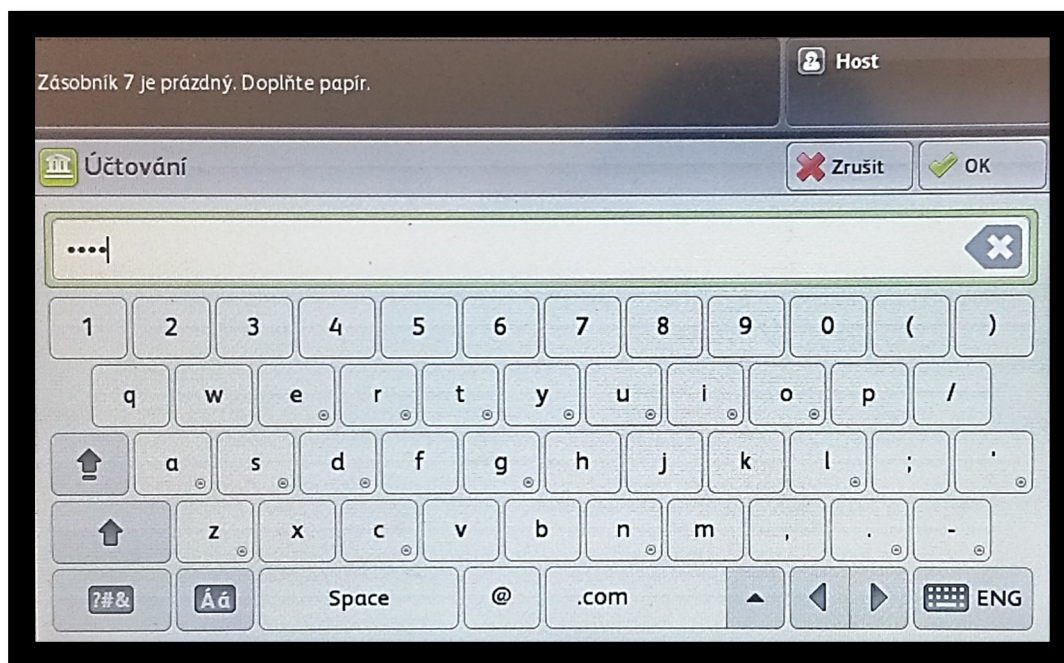 Zásobník 7 je prázdný. Doplňte papír.
Host
Účtování
Zrušit
OK
••••
1 2 3 4 5 6 7 8 9 0 ( )
q w e r t y u i o p /
a s d f g h j k l ; '
z x c v b n m , . -
?#& Áá Space @ .com ENG